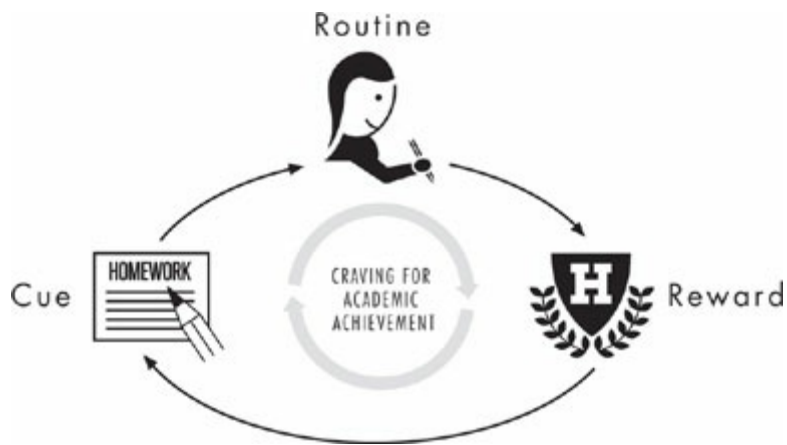 Routine
Cue
HOMEWORK
CRAVING FOR
ACADEMIC
ACHIEVEMENT
H
Reward